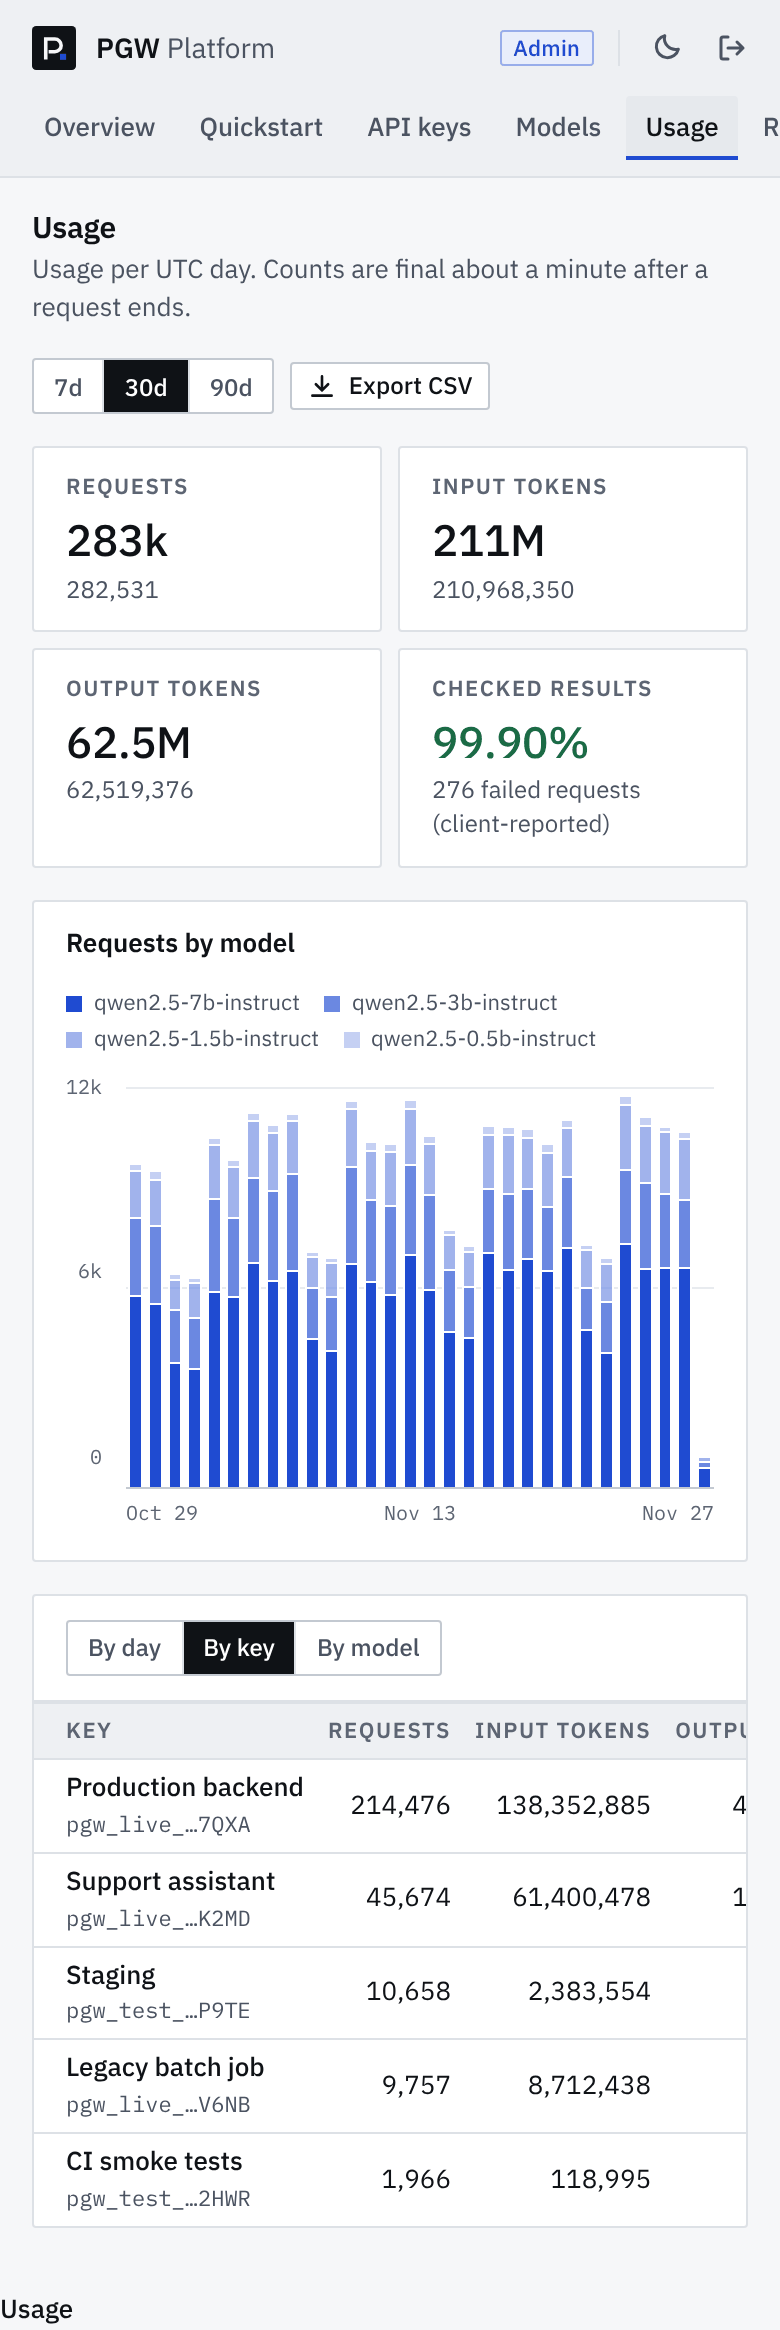 P.
PGW Platform
Admin
Overview Quickstart API keys Models Usage R
Usage
Usage per UTC day. Counts are final about a minute after a
request ends.
7d 30d 90d Export CSV
REQUESTS
283k
282,531
INPUT TOKENS
211M
210,968,350
OUTPUT TOKENS
62.5M
62,519,376
CHECKED RESULTS
99.90%
276 failed requests
(client-reported)
Requests by model
qwen2.5-7b-instruct qwen2.5-3b-instruct
qwen2.5-1.5b-instruct qwen2.5-0.5b-instruct
12k
6k
0
Oct 29 Nov 13 Nov 27
By day By key By model
KEY REQUESTS INPUT TOKENS OUTPU
Production backend 214,476 138,352,885 4
pgw_live_…7QXA
Support assistant 45,674 61,400,478 1
pgw_live_…K2MD
Staging 10,658 2,383,554
pgw_test_…P9TE
Legacy batch job 9,757 8,712,438
pgw_live_…V6NB
CI smoke tests 1,966 118,995
pgw_test_…2HWR
Usage